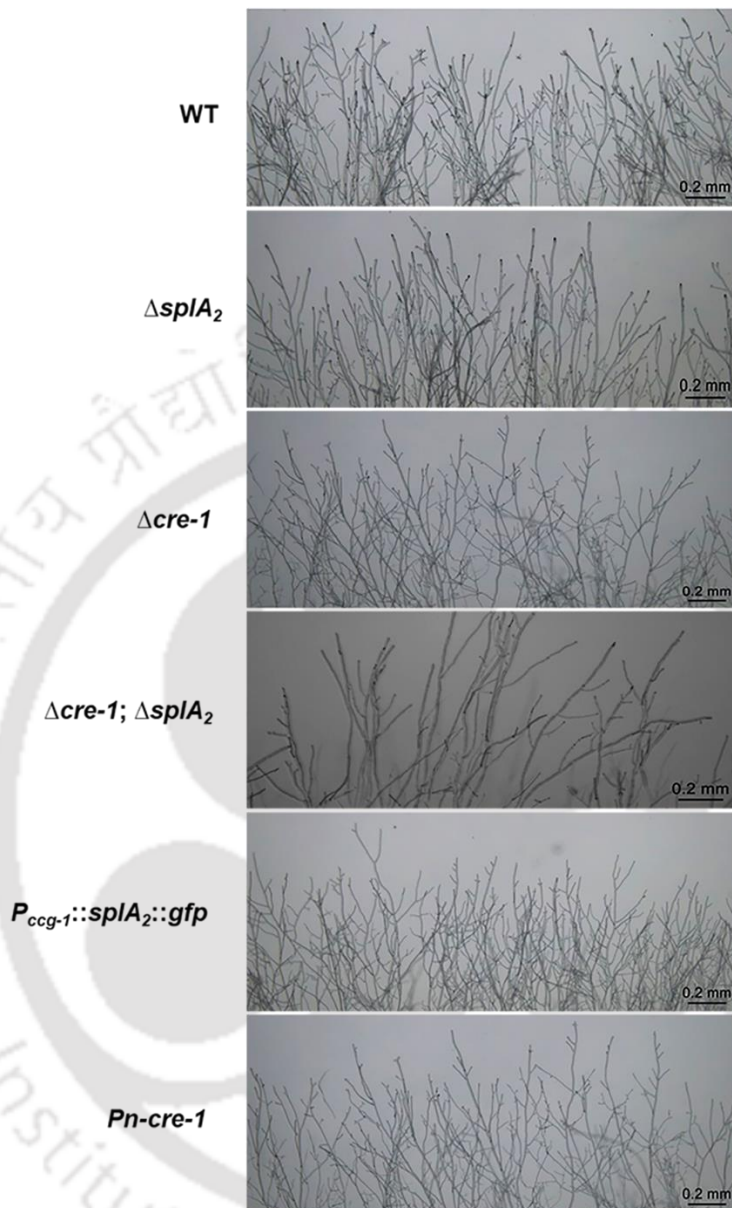 WT
0.2 mm
ΔsplA₂
0.2 mm
Δcre-1
0.2 mm
Δcre-1; ΔsplA₂
0.2 mm
Pccg-1::splA₂::gfp
0.2 mm
Pn-cre-1
0.2 mm